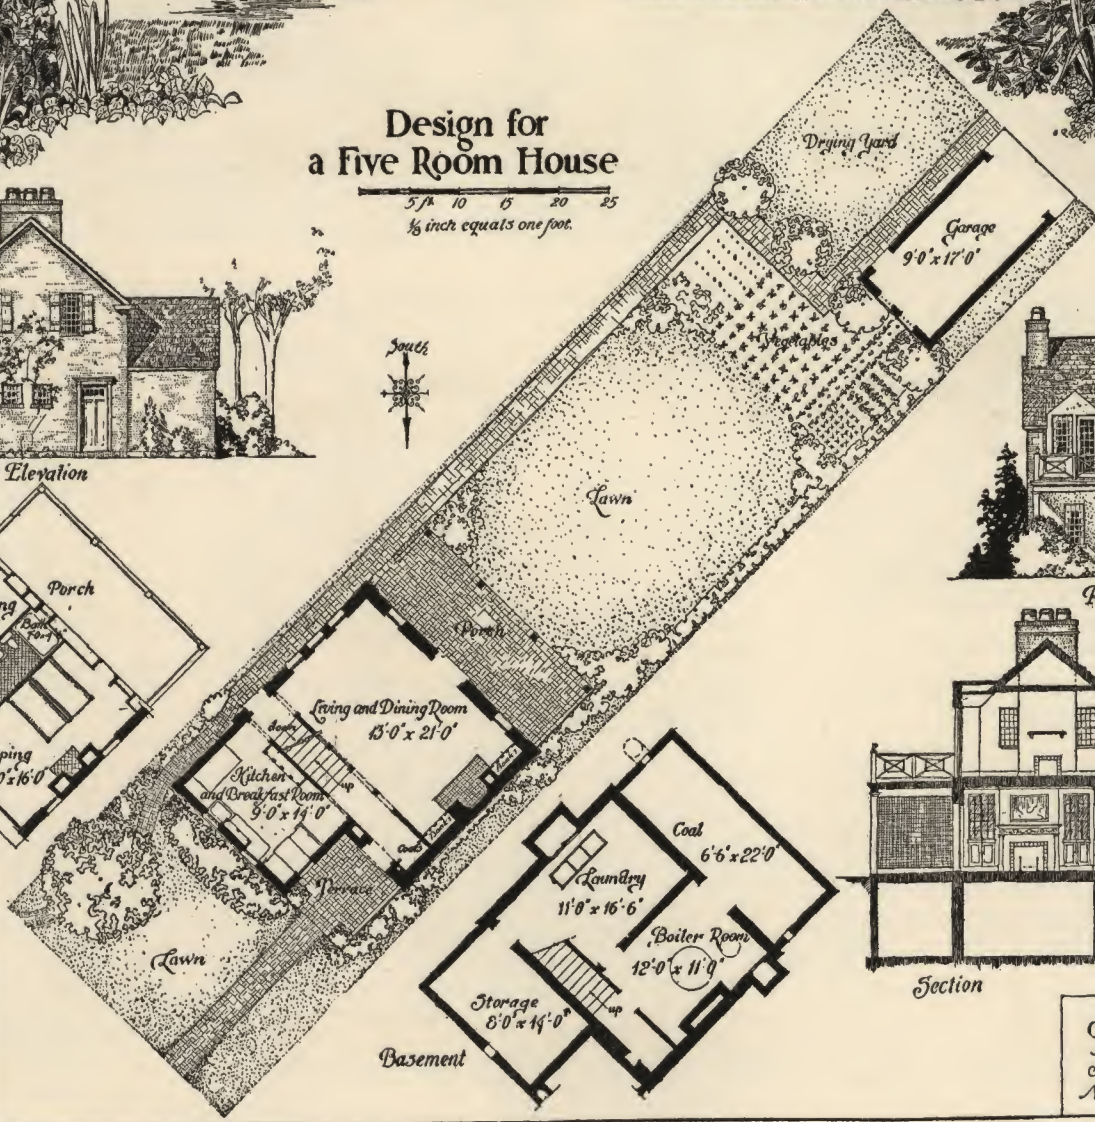 Design for
a Five Room House
5 ft 10 15 20 25
⅛ inch equals one foot.
Drying Yard
Garage
9'-0" x 17'-0"
Vegetables
South
Elevation
Lawn
Porch
Porch
Living and Dining Room
13'-0" x 21'-0"
down
up
Kitchen
and Breakfast Room
9'-0" x 14'-0"
Terrace
Lawn
Coal
6'-6" x 22'-0"
Laundry
11'-0" x 16'-6"
Boiler Room
12'-0" x 11'-0"
up
Storage
8'-0" x 14'-0"
Basement
Section